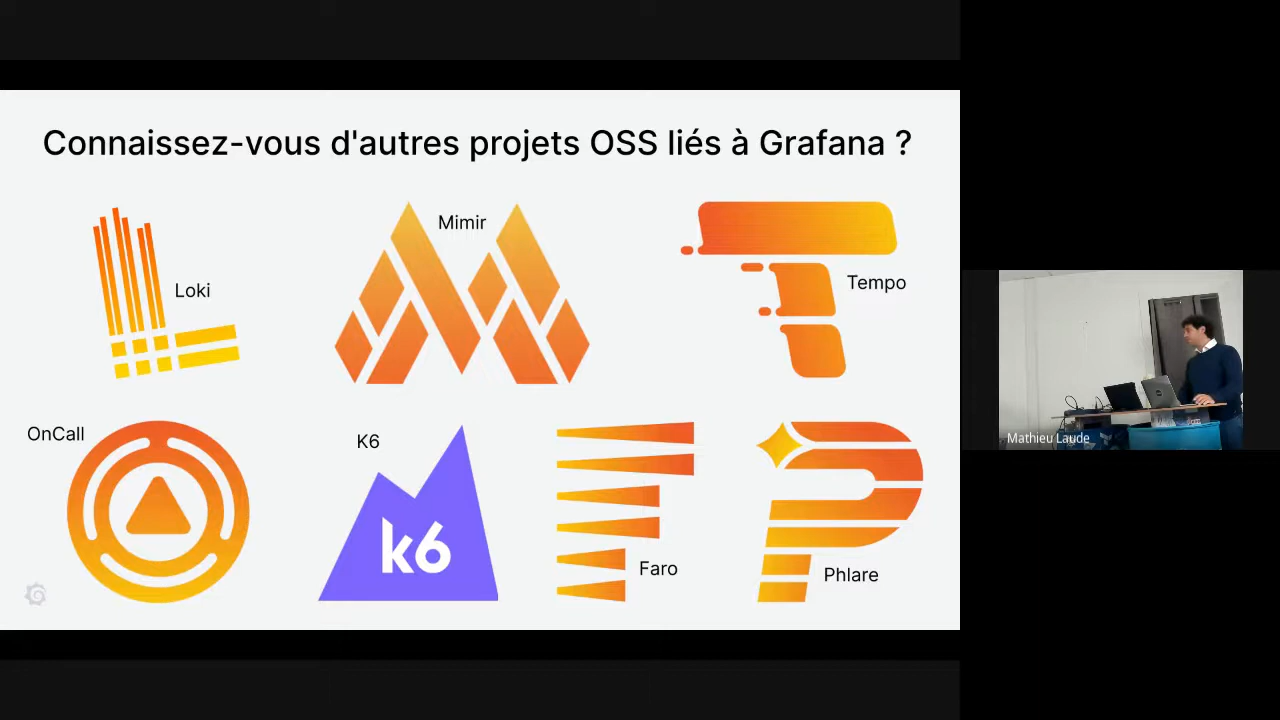 Connaissez-vous d'autres projets OSS liés à Grafana ?
Loki
Mimir
Tempo
OnCall
K6
k6
Faro
Phlare
Mathieu Laude